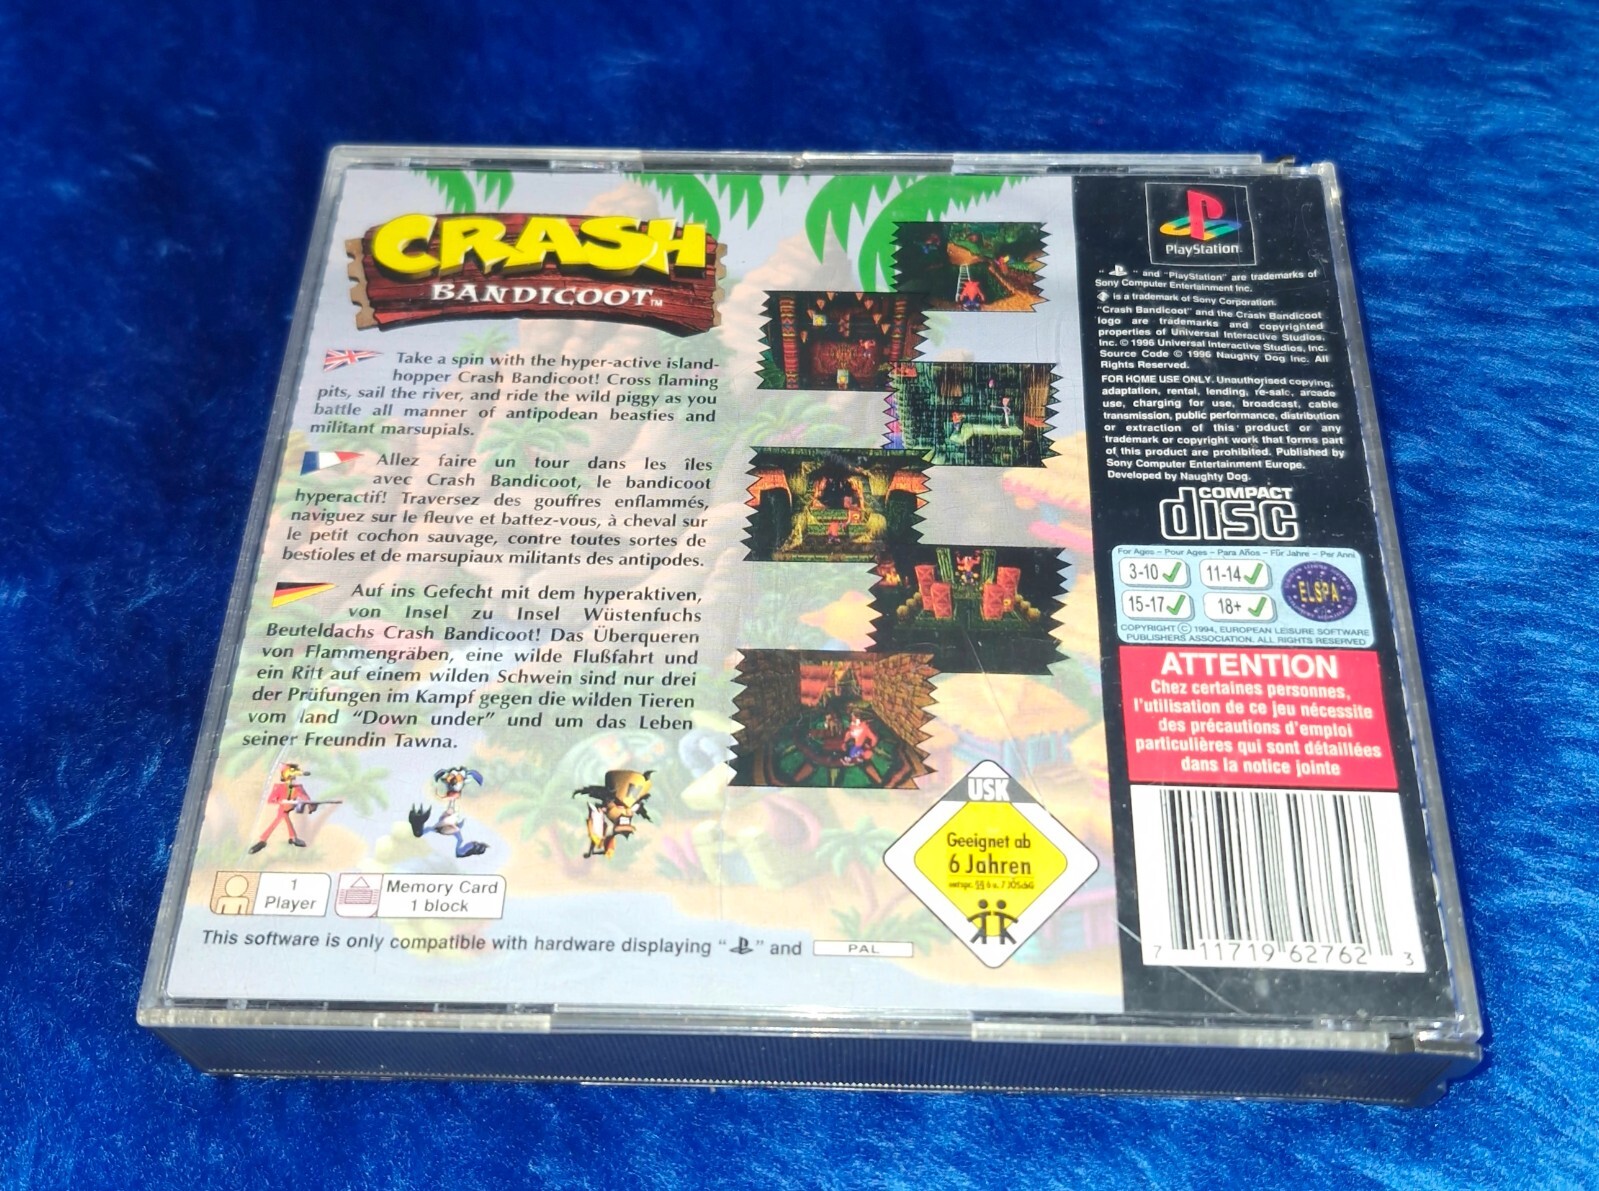 CRASH
BANDICOOT™
Take a spin with the hyper-active island-
hopper Crash Bandicoot! Cross flaming
pits, sail the river, and ride the wild piggy as you
battle all manner of antipodean beasties and
militant marsupials.
Allez faire un tour dans les îles
avec Crash Bandicoot, le bandicoot
hyperactif! Traversez des gouffres enflammés,
naviguez sur le fleuve et battez-vous, à cheval sur
le petit cochon sauvage, contre toutes sortes de
bestioles et de marsupiaux militants des antipodes.
Auf ins Gefecht mit dem hyperaktiven,
von Insel zu Insel Wüstenfuchs
Beuteldachs Crash Bandicoot! Das Überqueren
von Flammengräben, eine wilde Flußfahrt und
ein Ritt auf einem wilden Schwein sind nur drei
der Prüfungen im Kampf gegen die wilden Tieren
vom land “Down under” und um das Leben
seiner Freundin Tawna.
1
Player
Memory Card
1 block
This software is only compatible with hardware displaying “ ” and PAL
USK
Geeignet ab
6 Jahren
entspr. §§ 6 u. 7 JÖSchG
PlayStation
“ ” and "PlayStation" are trademarks of
Sony Computer Entertainment Inc.
is a trademark of Sony Corporation.
"Crash Bandicoot" and the Crash Bandicoot
logo are trademarks and copyrighted
properties of Universal Interactive Studios,
Inc. © 1996 Universal Interactive Studios, Inc.
Source Code © 1996 Naughty Dog Inc. All
Rights Reserved.
FOR HOME USE ONLY. Unauthorised copying,
adaptation, rental, lending, re-sale, arcade
use, charging for use, broadcast, cable
transmission, public performance, distribution
or extraction of this product or any
trademark or copyright work that forms part
of this product are prohibited. Published by
Sony Computer Entertainment Europe.
Developed by Naughty Dog.
COMPACT
disc
For Ages – Pour Ages – Para Años – Für Jahre – Per Anni
3-10 ✓ 11-14 ✓
15-17 ✓ 18+ ✓
ELSPA
COPYRIGHT © 1994, EUROPEAN LEISURE SOFTWARE
PUBLISHERS ASSOCIATION. ALL RIGHTS RESERVED
ATTENTION
Chez certaines personnes,
l'utilisation de ce jeu nécessite
des précautions d'emploi
particulières qui sont détaillées
dans la notice jointe
7 11719 62762 3